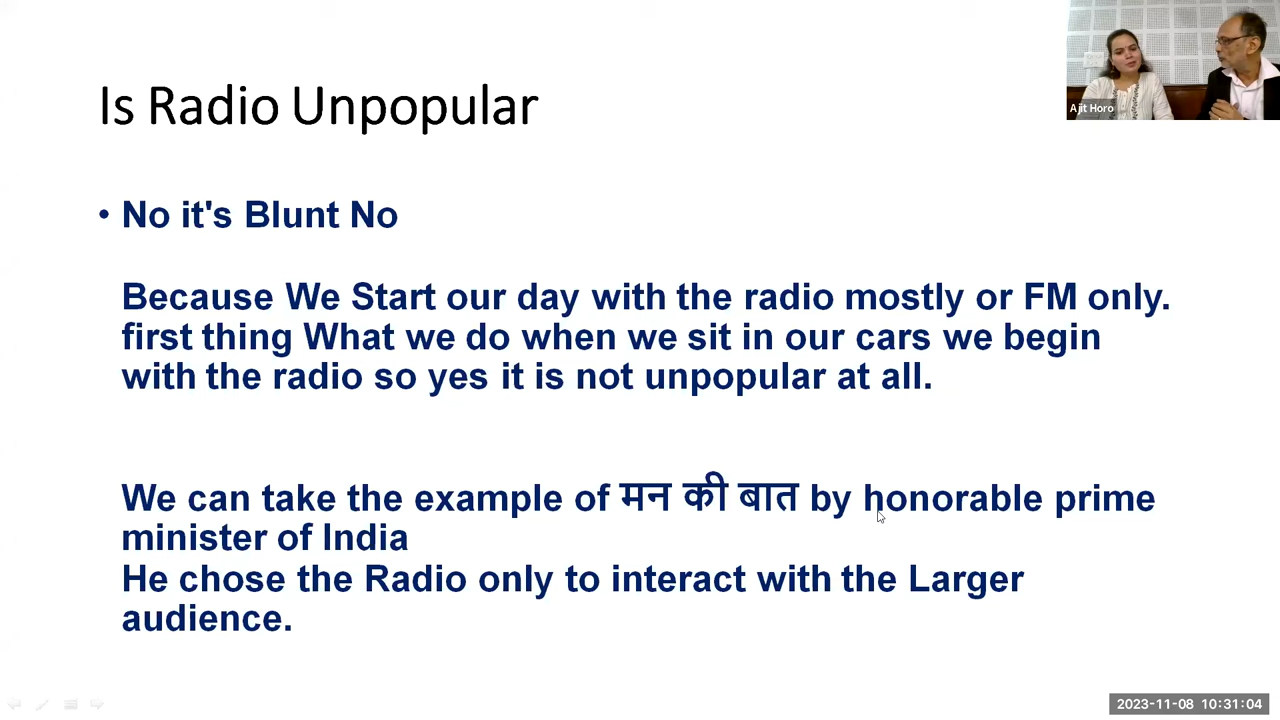 Ajit Horo
Is Radio Unpopular
• No it's Blunt No
Because We Start our day with the radio mostly or FM only.
first thing What we do when we sit in our cars we begin
with the radio so yes it is not unpopular at all.
We can take the example of मन की बात by honorable prime
minister of India
He chose the Radio only to interact with the Larger
audience.
2023-11-08 10:31:04